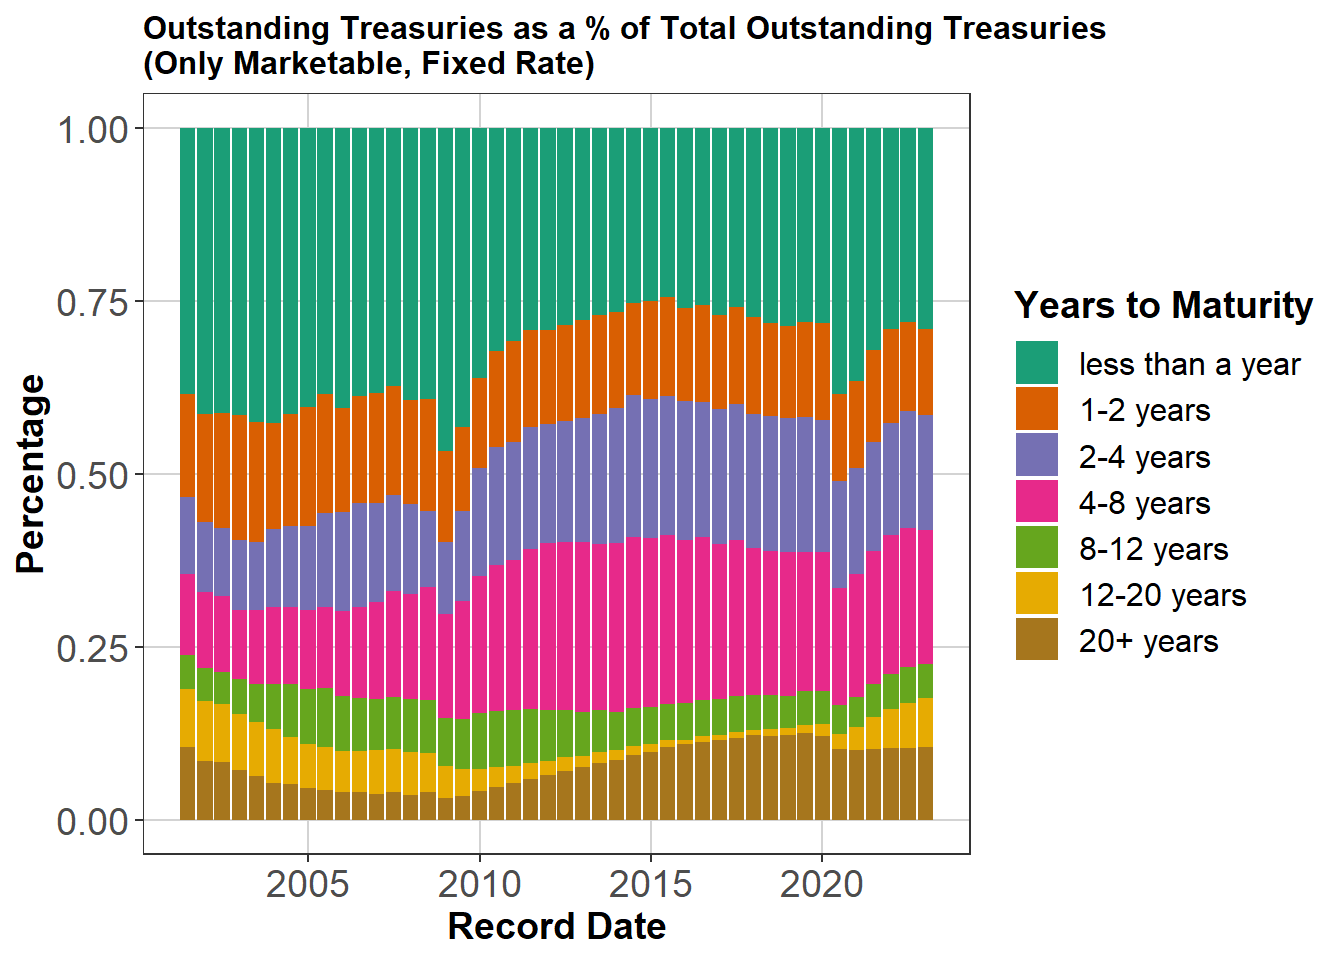 Outstanding Treasuries as a % of Total Outstanding Treasuries
(Only Marketable, Fixed Rate)
1.00
0.75
0.50
0.25
0.00
Percentage
2005 2010 2015 2020
Record Date
Years to Maturity
less than a year
1-2 years
2-4 years
4-8 years
8-12 years
12-20 years
20+ years